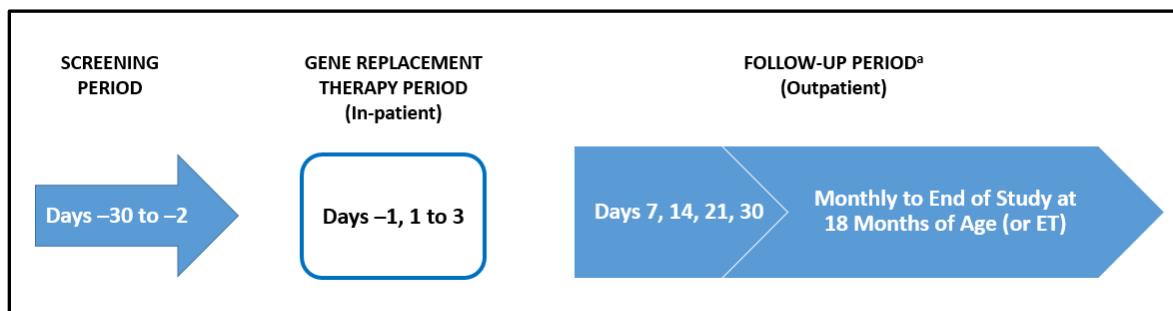 SCREENING
PERIOD
GENE REPLACEMENT
THERAPY PERIOD
(In-patient)
FOLLOW-UP PERIODᵃ
(Outpatient)
Days –30 to –2
Days –1, 1 to 3
Days 7, 14, 21, 30
Monthly to End of Study at
18 Months of Age (or ET)